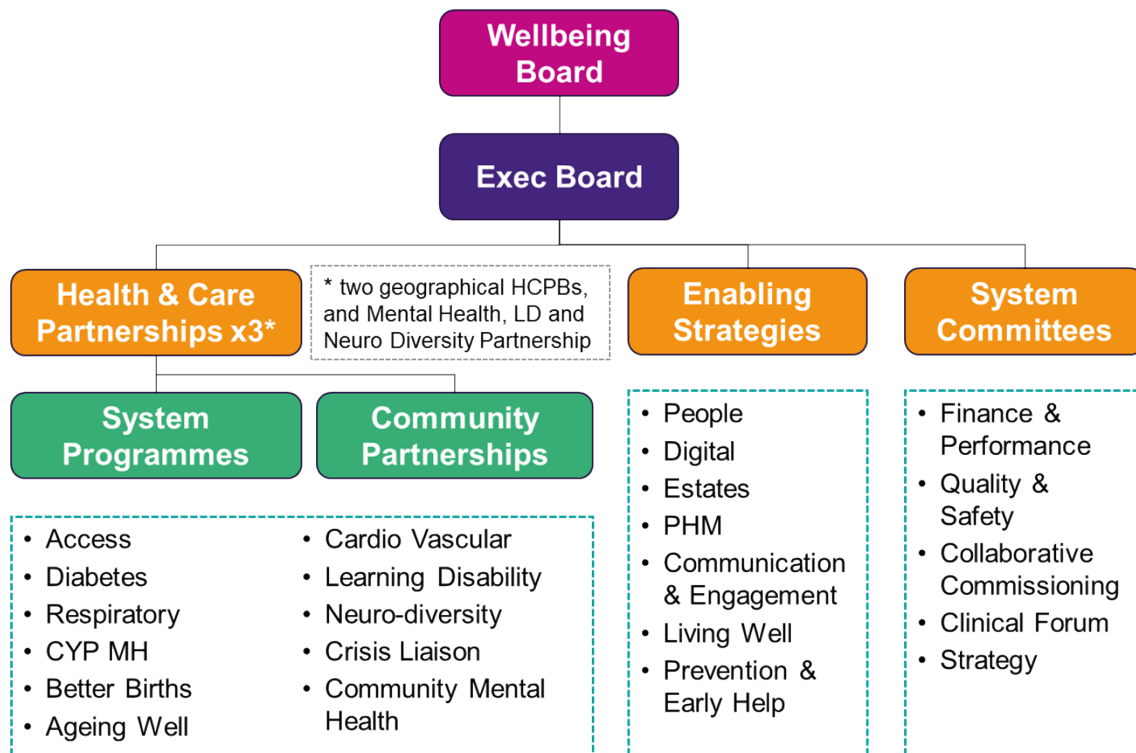 Wellbeing
Board
Exec Board
Health & Care
Partnerships x3*
* two geographical HCPBs,
and Mental Health, LD and
Neuro Diversity Partnership
Enabling
Strategies
System
Committees
System
Programmes
Community
Partnerships
• Access
• Diabetes
• Respiratory
• CYP MH
• Better Births
• Ageing Well
• Cardio Vascular
• Learning Disability
• Neuro-diversity
• Crisis Liaison
• Community Mental
Health
• People
• Digital
• Estates
• PHM
• Communication
& Engagement
• Living Well
• Prevention &
Early Help
• Finance &
Performance
• Quality &
Safety
• Collaborative
Commissioning
• Clinical Forum
• Strategy